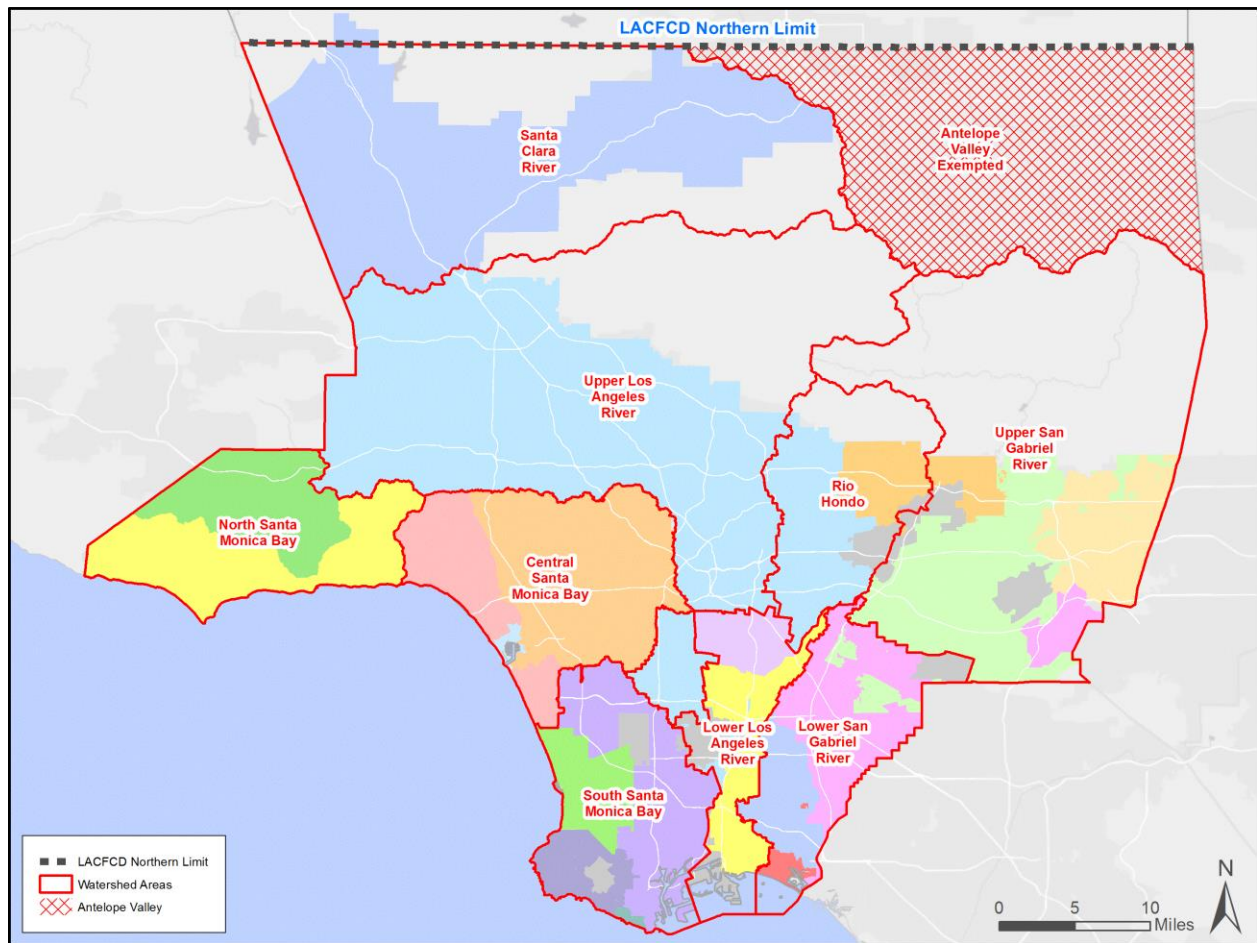 LACFCD Northern Limit
Santa
Clara
River
Antelope
Valley
Exempted
Upper Los
Angeles
River
Upper San
Gabriel
River
Rio
Hondo
North Santa
Monica Bay
Central
Santa
Monica Bay
Lower Los
Angeles
River
Lower San
Gabriel
River
South Santa
Monica Bay
LACFCD Northern Limit
Watershed Areas
Antelope Valley
N
0 5 10
Miles